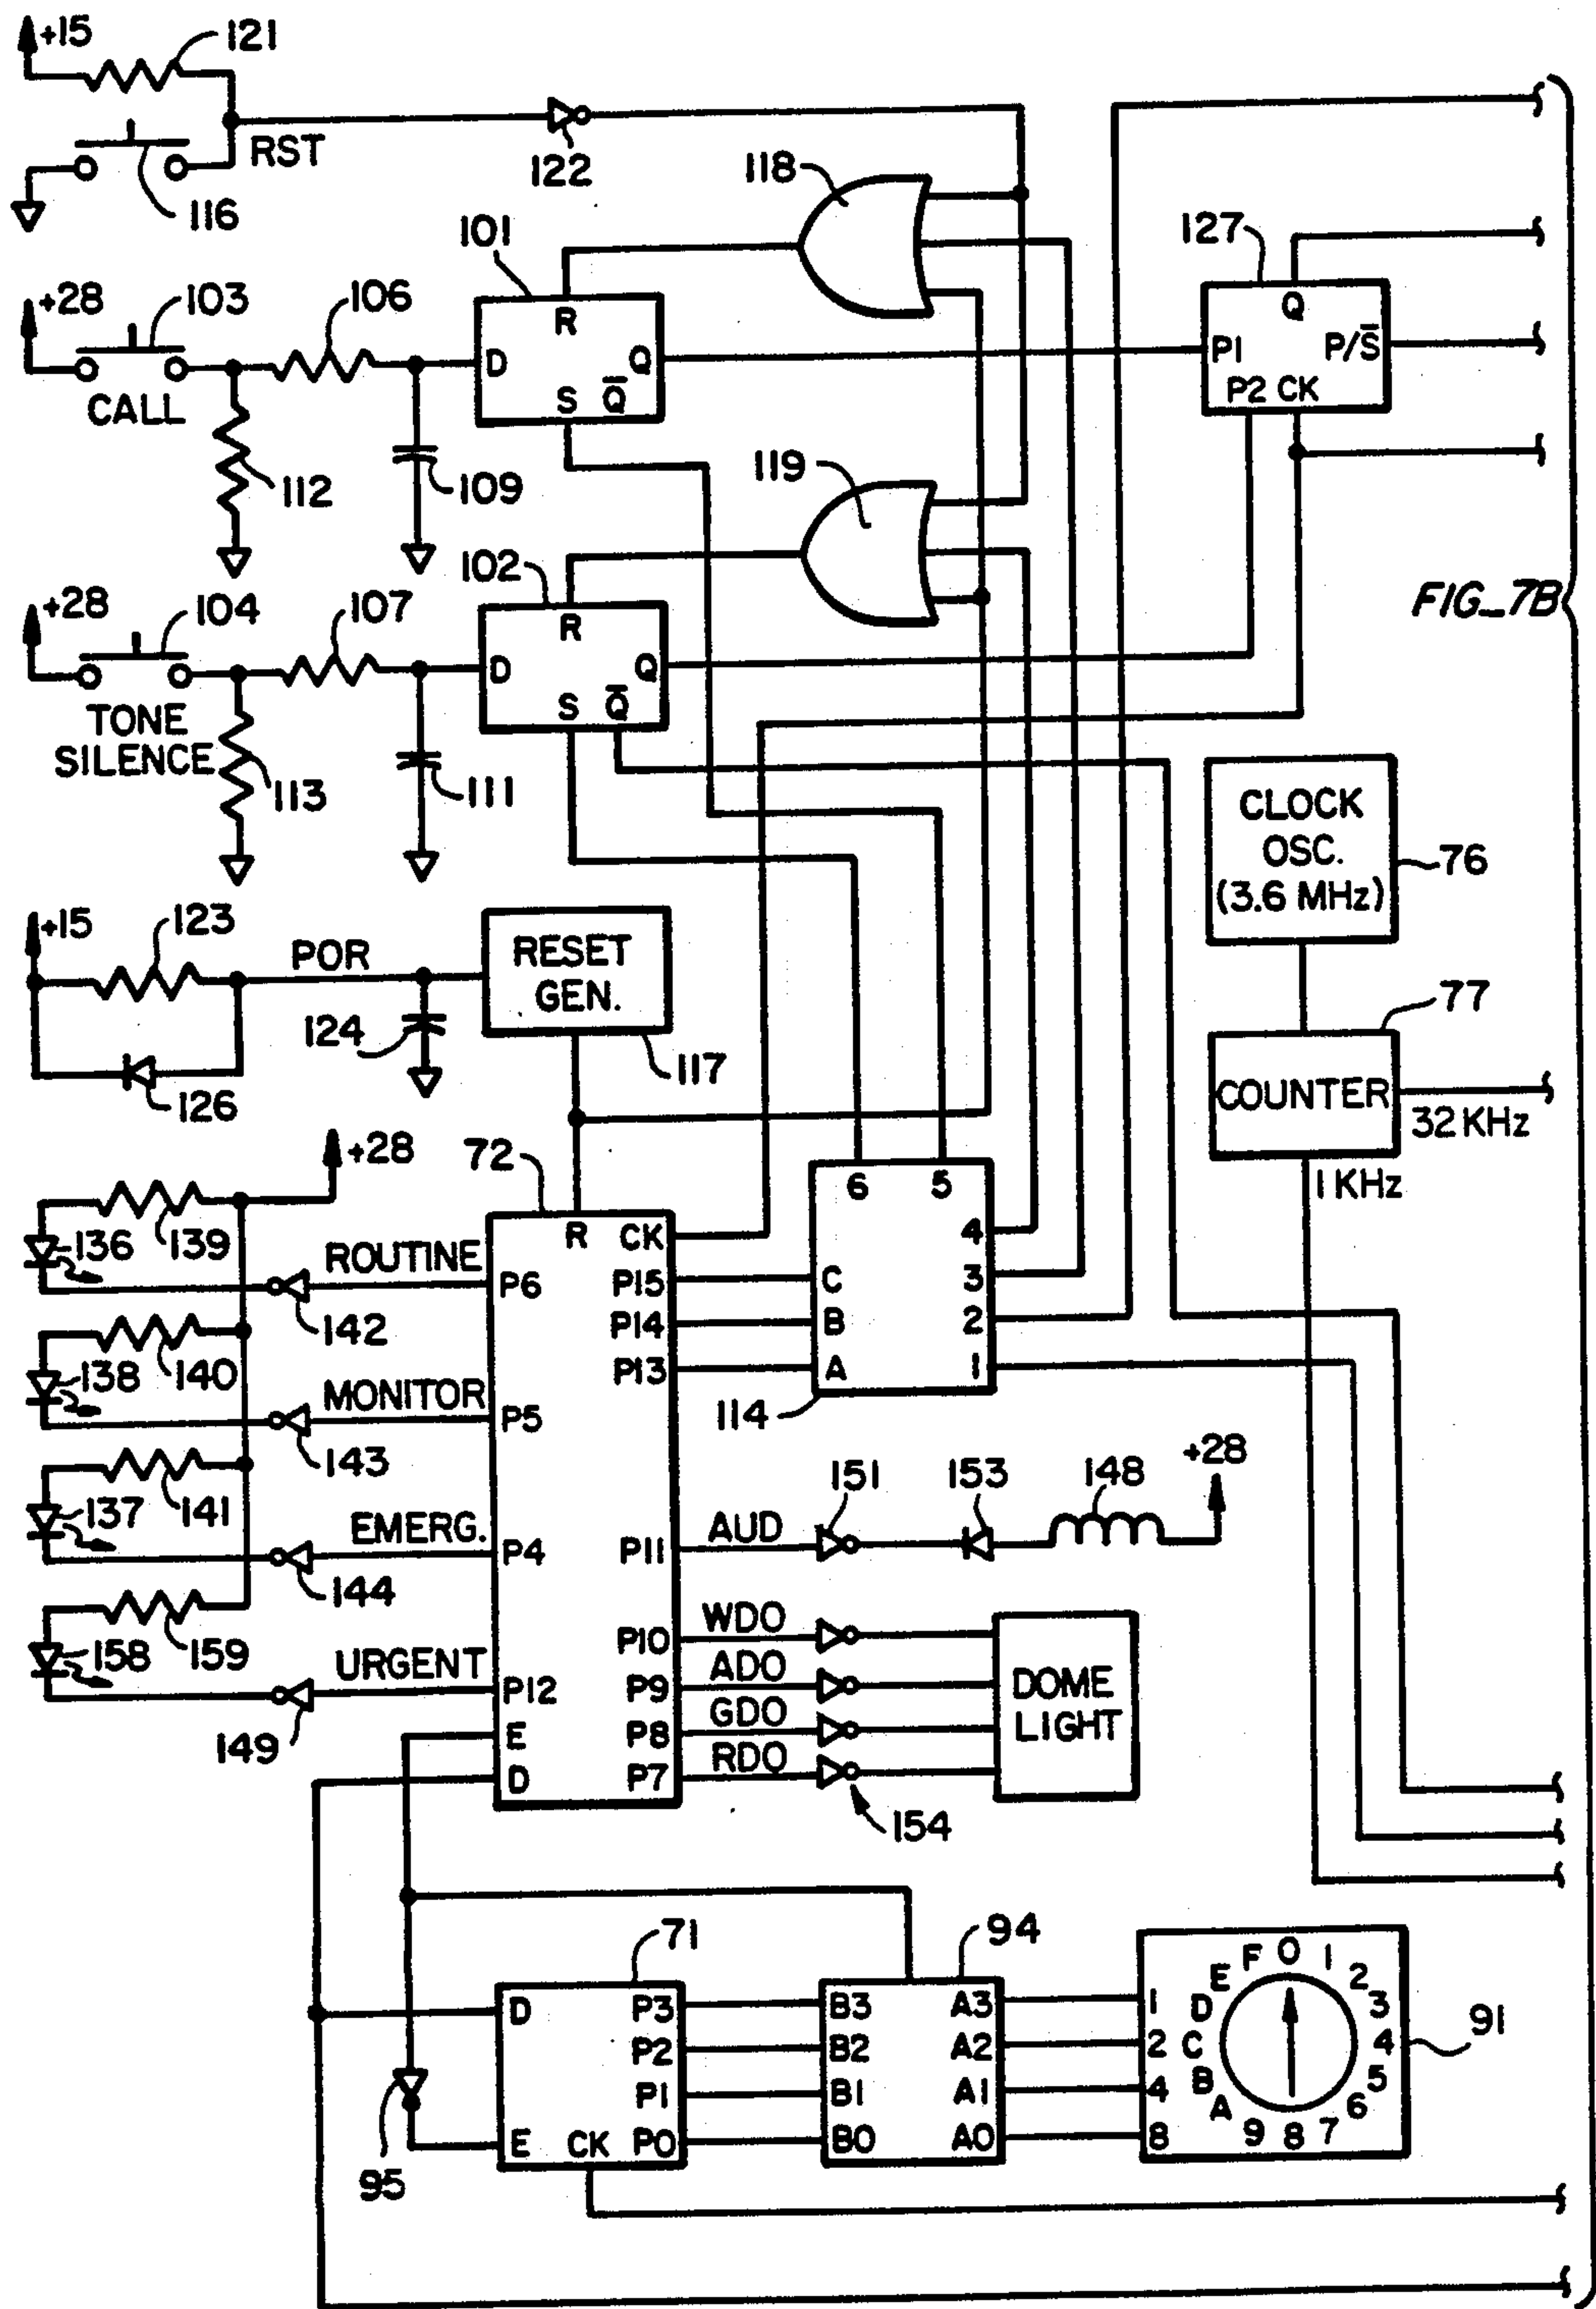 +15
121
RST
122
116
118
101
127
+28
103
106
R
Q
D
Q
P1
P/S̅
S
Q̅
P2 CK
CALL
112
109
119
102
FIG_7B
+28
104
107
R
D
Q
S
Q̅
TONE
SILENCE
113
111
CLOCK
OSC.
(3.6 MHz)
76
+15
123
POR
RESET
GEN.
124
117
126
77
COUNTER
32 KHz
1 KHz
+28
72
6
5
136
139
ROUTINE
R
CK
4
P6
P15
C
3
142
P14
B
2
138
140
MONITOR
P13
A
1
P5
114
143
137
141
EMERG.
P4
144
P11
AUD
151
153
148
+28
158
159
URGENT
P12
149
P10
WDO
P9
ADO
DOME
LIGHT
E
P8
GDO
D
P7
RDO
154
71
94
D
P3
B3
A3
1
P2
B2
A2
2
P1
B1
A1
4
E
CK
P0
B0
A0
8
F 0 1 2 3 4 5 6 7 8 9 A B C D E
91
95